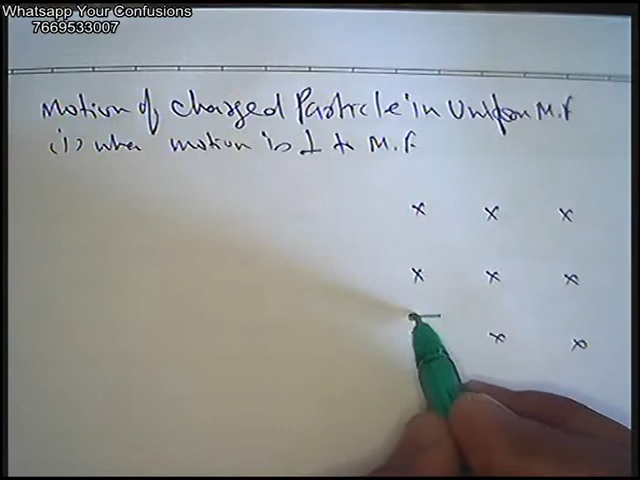 Whatsapp Your Confusions
7669533007
Motion of Charged Particle in Uniform M.F
(i) when motion is ⊥ to M.F.
x x x
x x x
x x